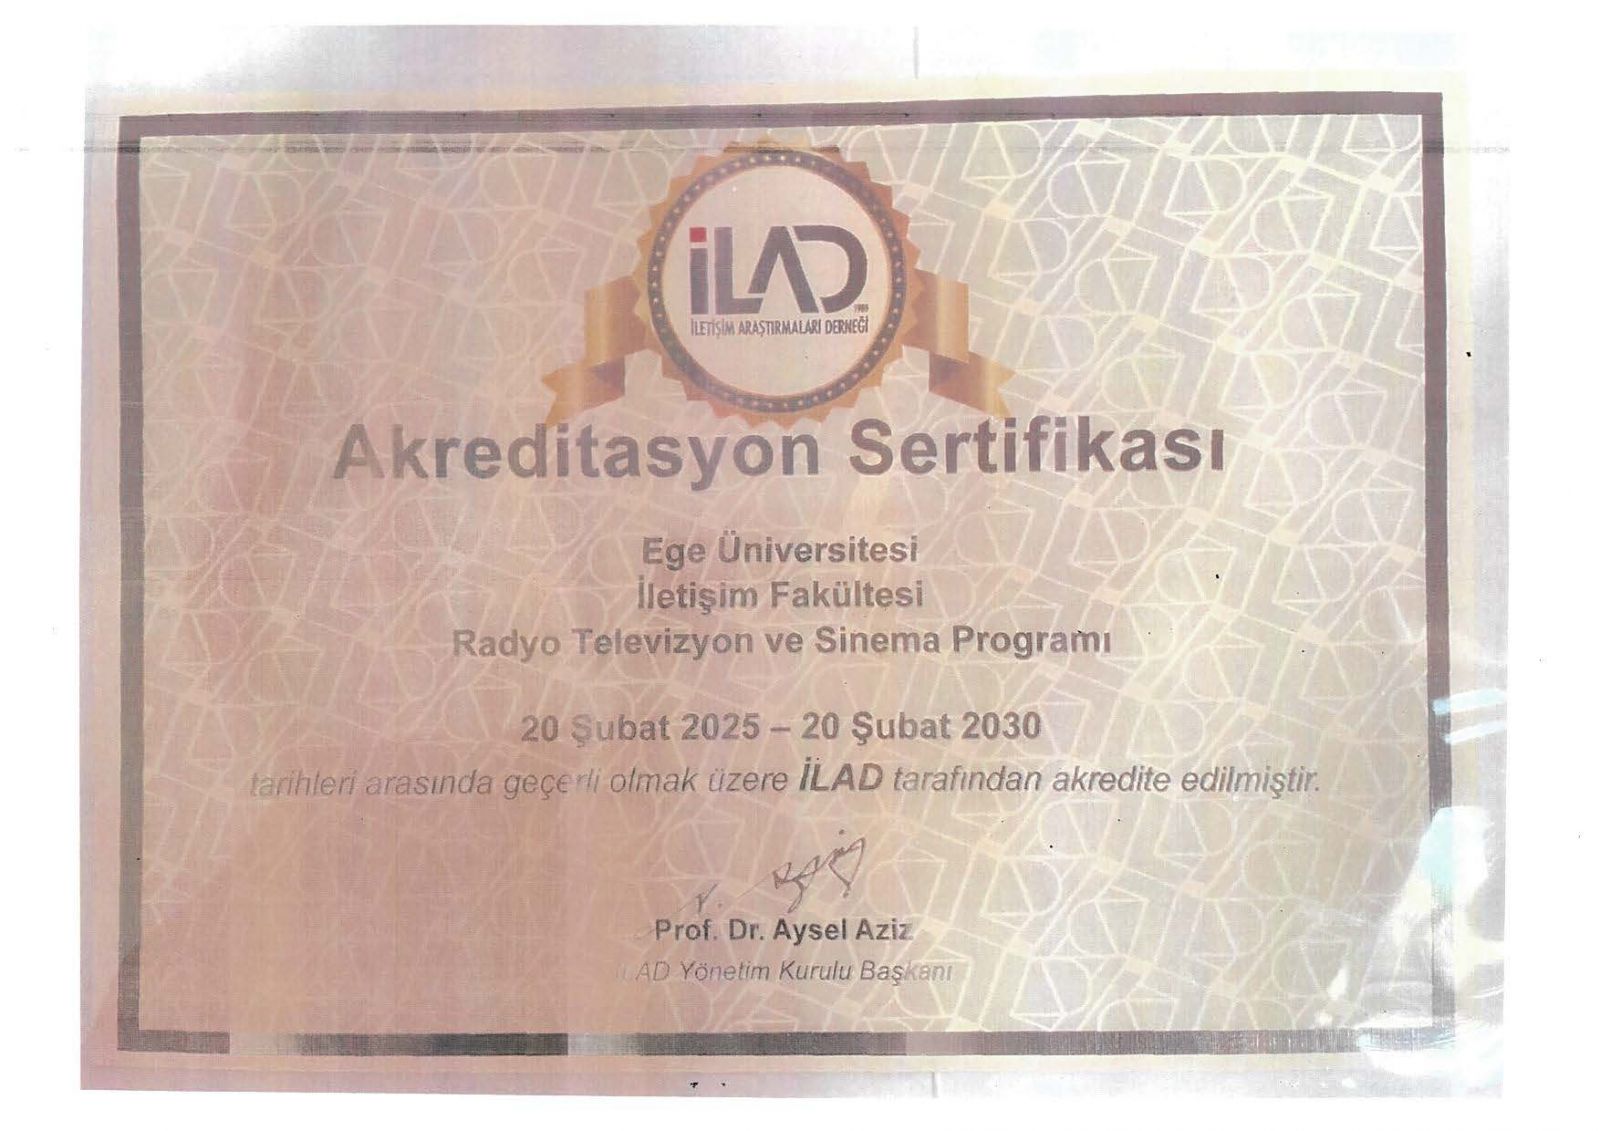 İLAD
1989
İLETİŞİM ARAŞTIRMALARI DERNEĞİ
Akreditasyon Sertifikası
Ege Üniversitesi
İletişim Fakültesi
Radyo Televizyon ve Sinema Programı
20 Şubat 2025 – 20 Şubat 2030
tarihleri arasında geçerli olmak üzere İLAD tarafından akredite edilmiştir.
Prof. Dr. Aysel Aziz
İLAD Yönetim Kurulu Başkanı